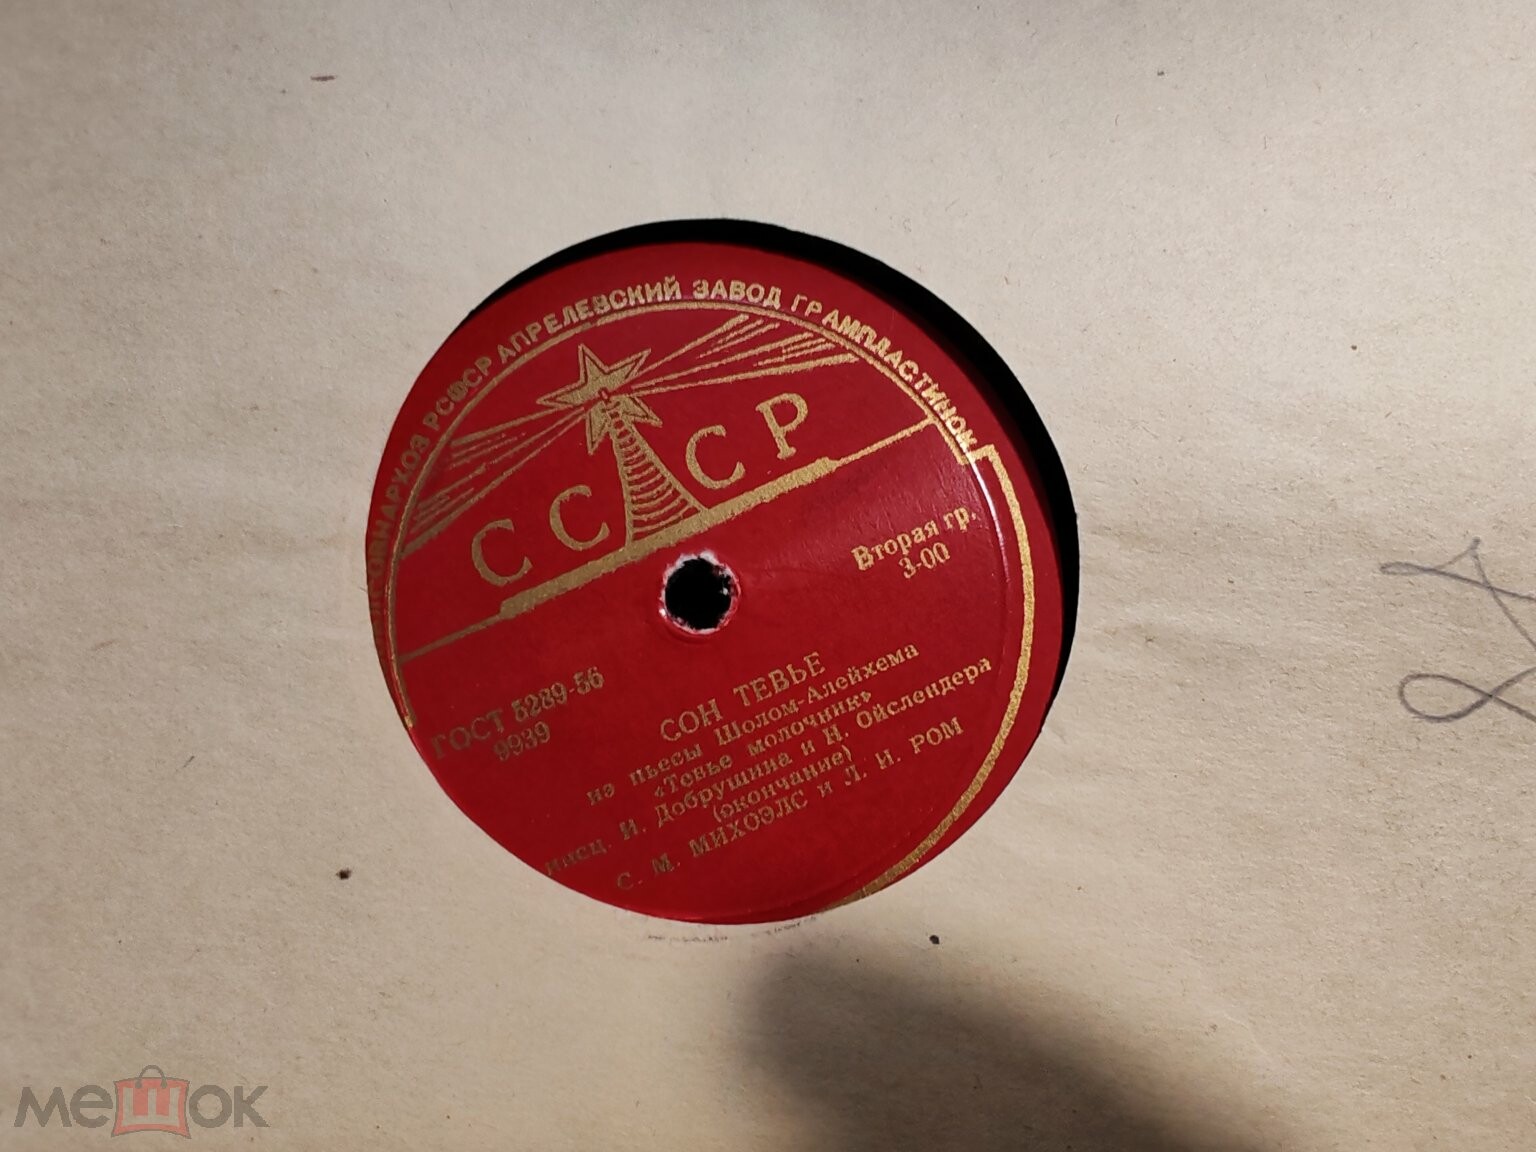 СОВНАРХОЗ РСФСР АПРЕЛЕВСКИЙ ЗАВОД ГРАМПЛАСТИНОК
СССР
Вторая гр.
3-00
ГОСТ 5289-56
9939
СОН ТЕВЬЕ
из пьесы Шолом-Алейхема
«Тевье молочник»
инсц. И. Добрушина и Н. Ойслендера
(окончание)
С. М. МИХОЭЛС и Л. И. РОМ
мешок